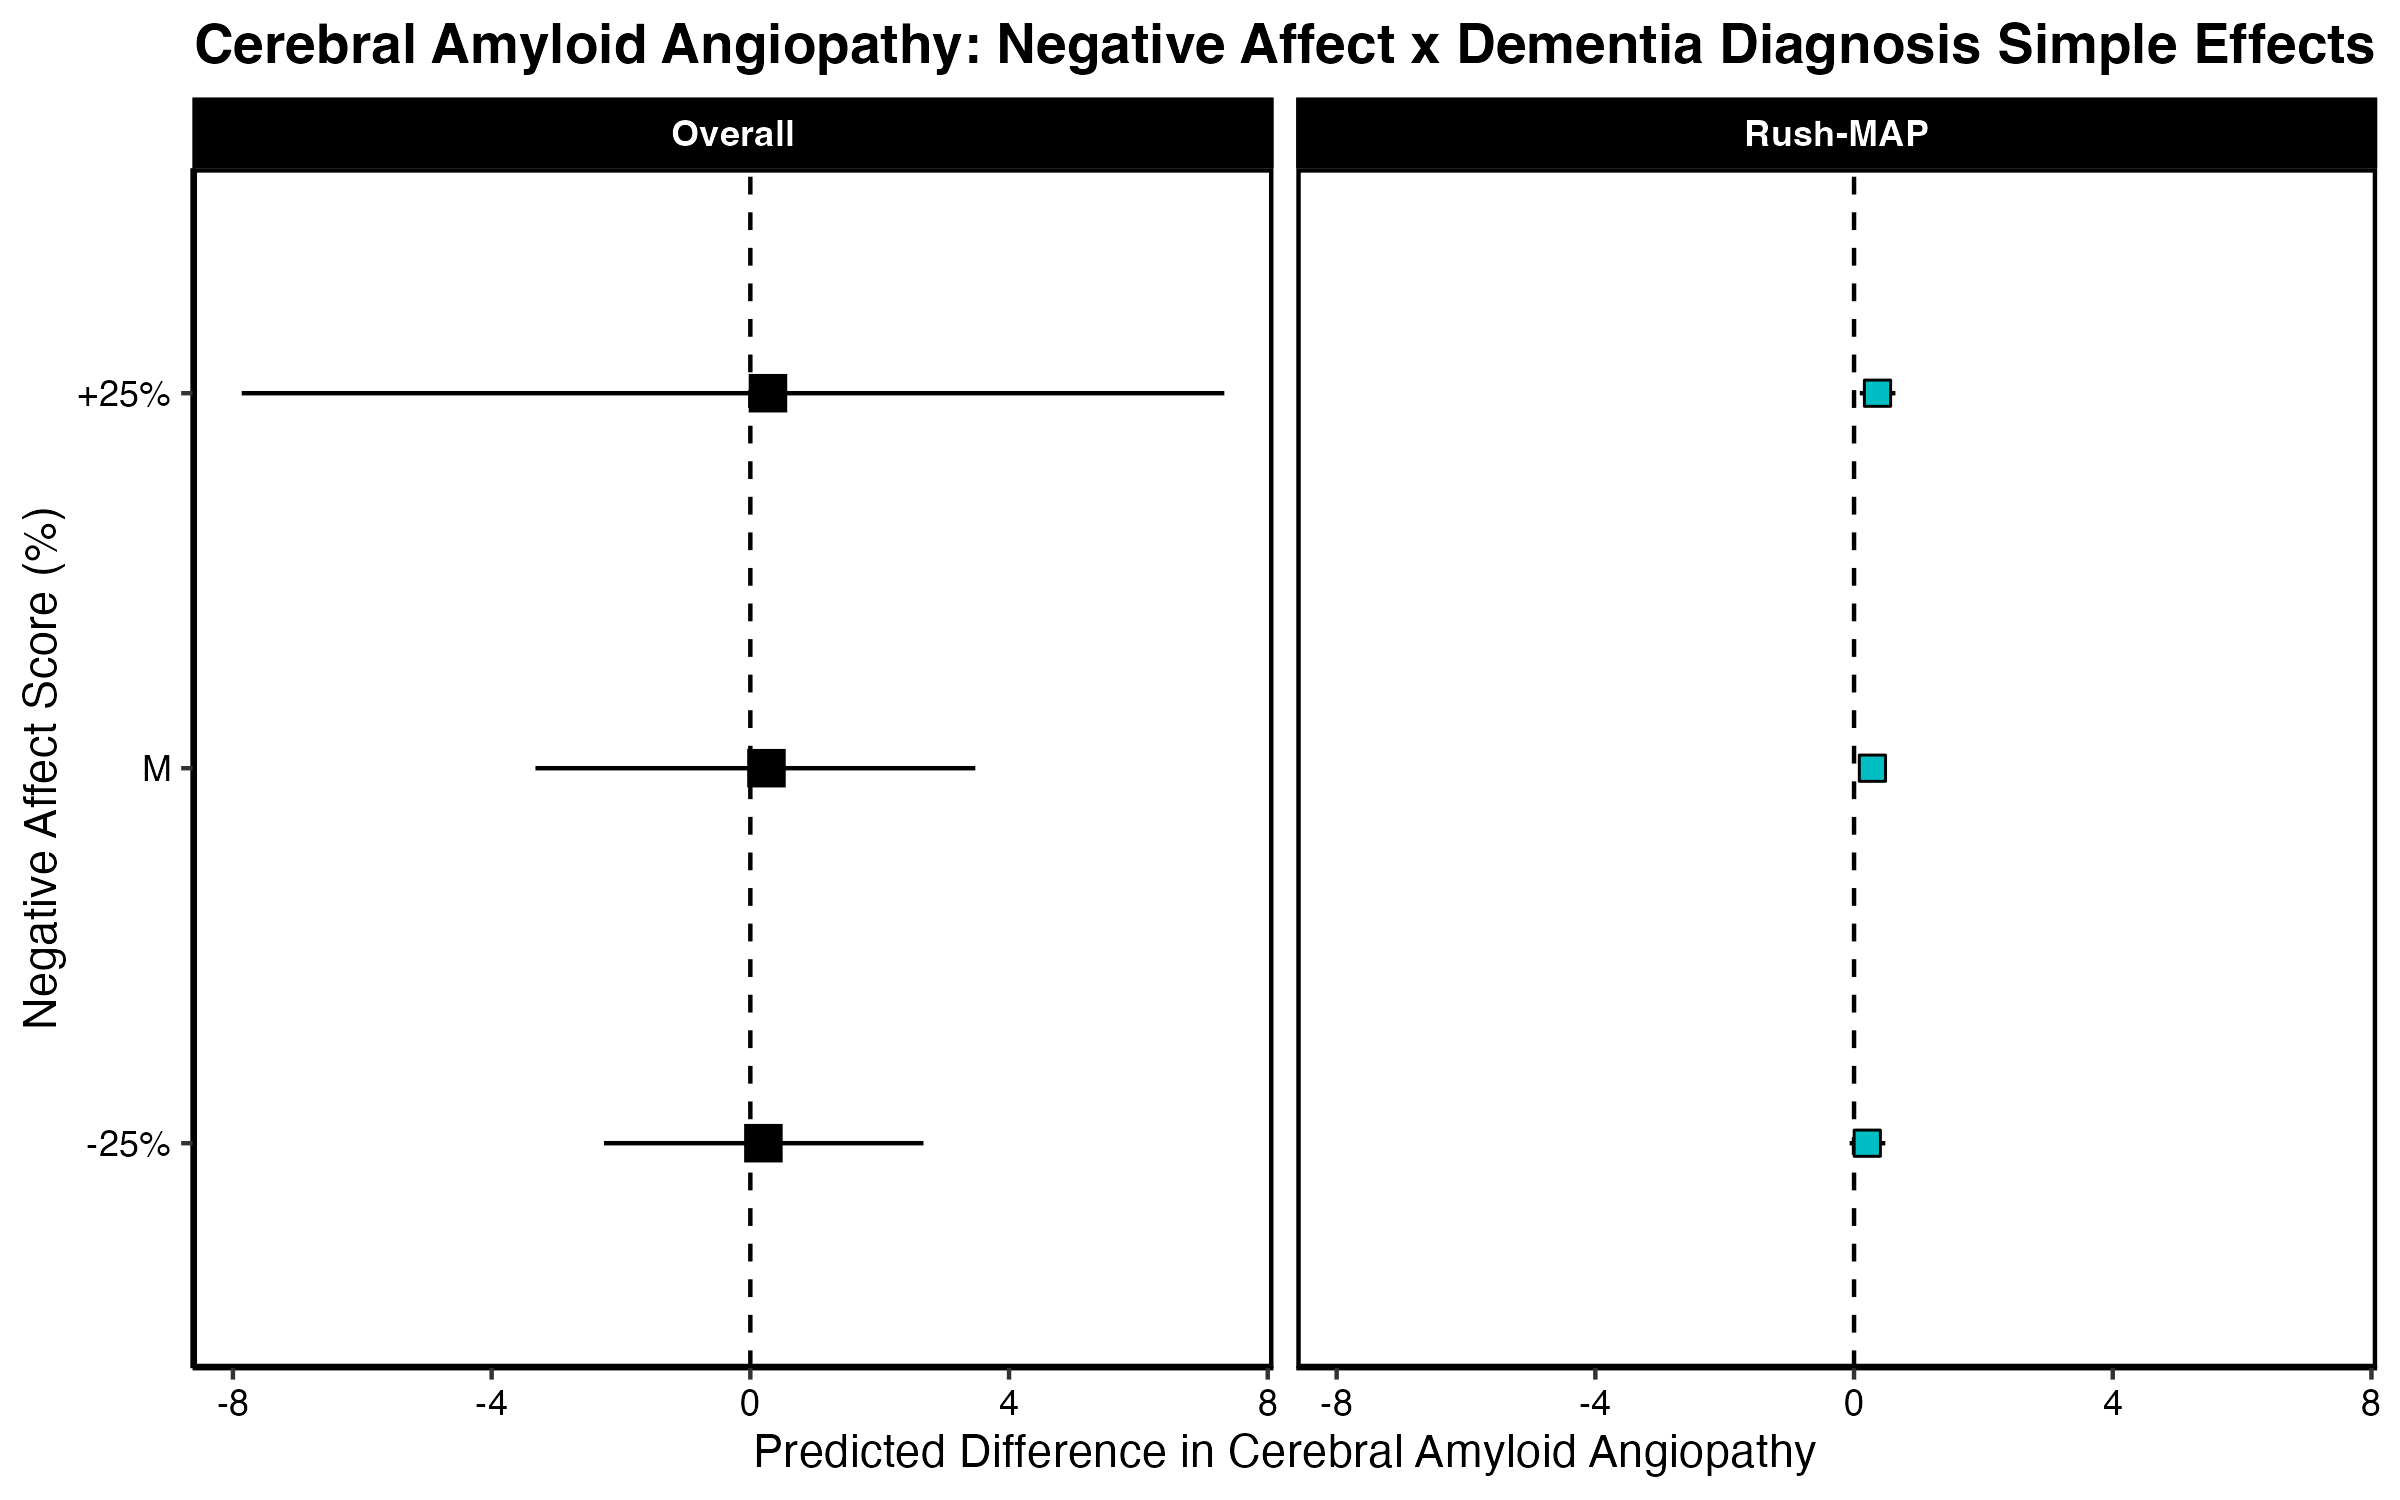 Cerebral Amyloid Angiopathy: Negative Affect x Dementia Diagnosis Simple Effects
Overall
Rush-MAP
Negative Affect Score (%)
+25%
M
-25%
-8 -4 0 4 8
-8 -4 0 4 8
Predicted Difference in Cerebral Amyloid Angiopathy